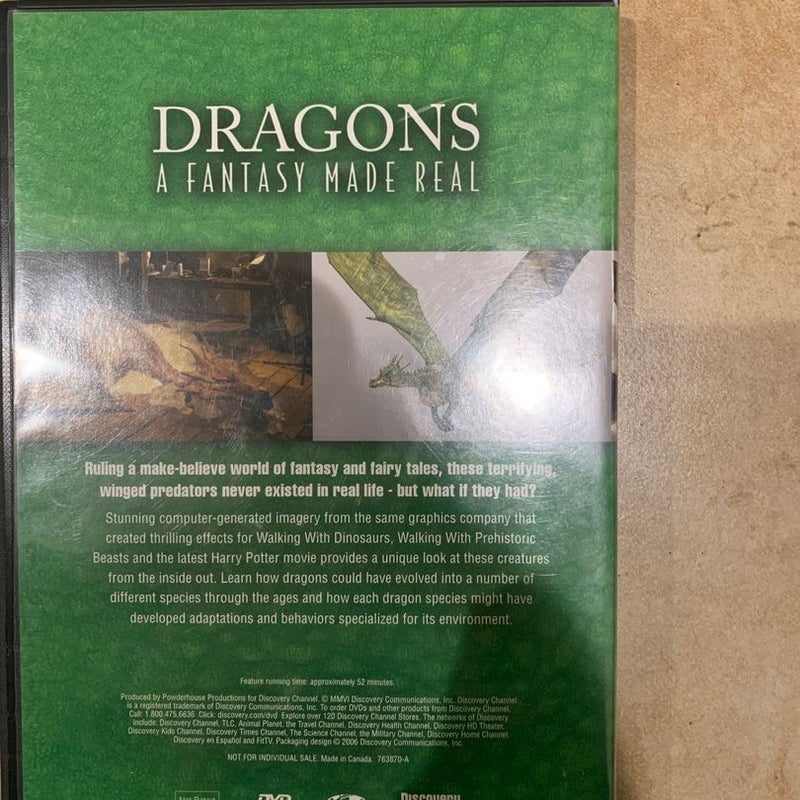 DRAGONS
A FANTASY MADE REAL
Ruling a make-believe world of fantasy and fairy tales, these terrifying,
winged predators never existed in real life - but what if they had?
Stunning computer-generated imagery from the same graphics company that
created thrilling effects for Walking With Dinosaurs, Walking With Prehistoric
Beasts and the latest Harry Potter movie provides a unique look at these creatures
from the inside out. Learn how dragons could have evolved into a number of
different species through the ages and how each dragon species might have
developed adaptations and behaviors specialized for its environment.
Feature running time: approximately 52 minutes.
Produced by Powderhouse Productions for Discovery Channel. © MMVI Discovery Communications, Inc. Discovery Channel
is a registered trademark of Discovery Communications, Inc. To order DVDs and other products from Discovery Channel,
Call: 1.800.475.6636 Click: discovery.com/dvd Explore over 120 Discovery Channel Stores. The networks of Discovery
include: Discovery Channel, TLC, Animal Planet, the Travel Channel, Discovery Health Channel, Discovery HD Theater,
Discovery Kids Channel, Discovery Times Channel, The Science Channel, the Military Channel, Discovery Home Channel,
Discovery en Español and FitTV. Packaging design © 2006 Discovery Communications, Inc.
NOT FOR INDIVIDUAL SALE. Made in Canada. 763870-A
Not Rated DVD DISCOVERY